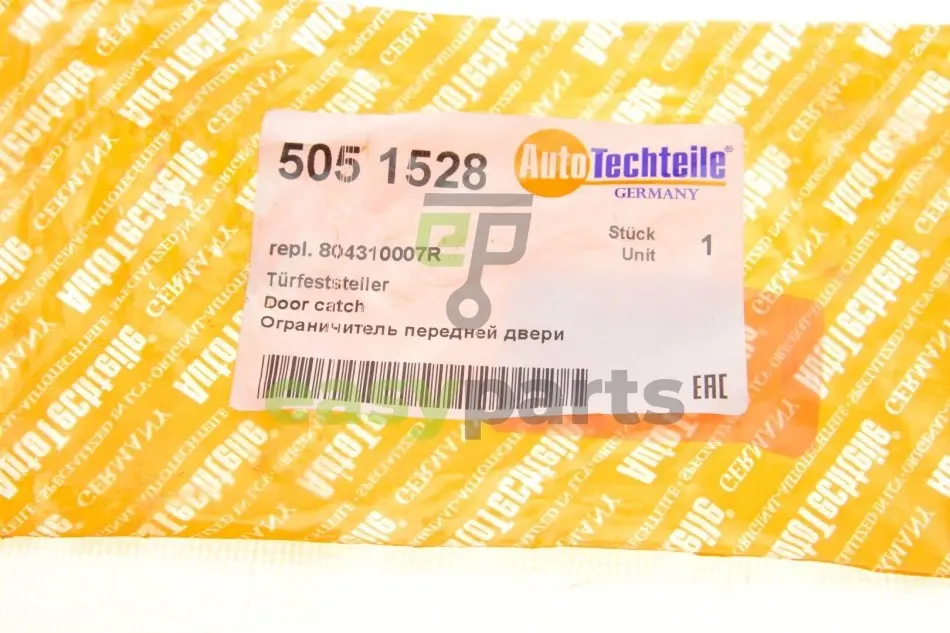 505 1528
AutoTechteile®
GERMANY
repl. 804310007R
Stück
Unit 1
Türfeststeller
Door catch
Ограничитель передней двери
EAC
easyparts